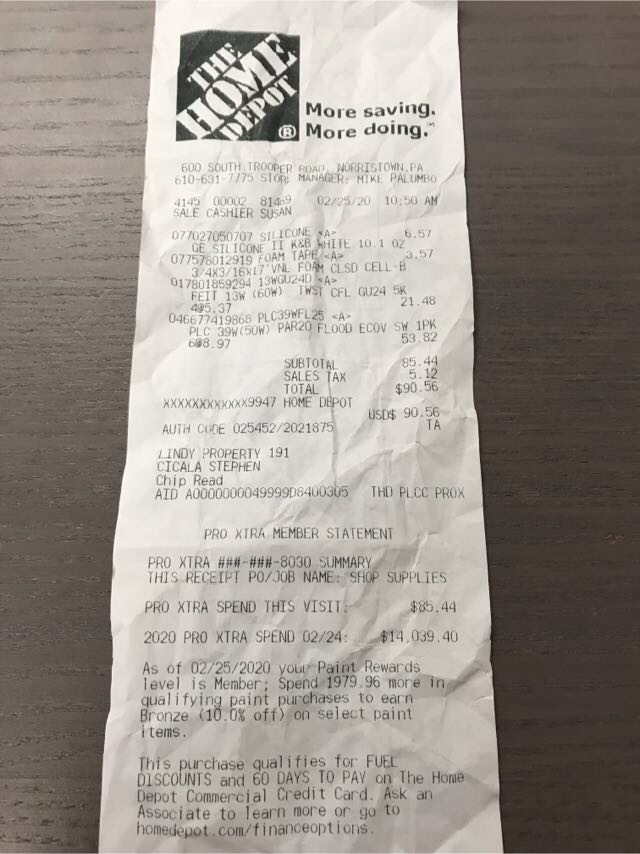 THE
HOME
DEPOT
®
More saving.
More doing.™
600 SOUTH TROOPER ROAD, NORRISTOWN,PA
610-631-7775 STORE MANAGER: MIKE PALUMBO
4145 00002 81469 02/25/20 10:50 AM
SALE CASHIER SUSAN
077027050707 SILICONE <A> 6.57
GE SILICONE II K&B WHITE 10.1 OZ
077578012919 FOAM TAPE <A> 3.57
3/4X3/16X17'VNL FOAM CLSD CELL-B
017801859294 13WGU24D <A>
FEIT 13W (60W) TWST CFL GU24 5K
4@5.37 21.48
046677419868 PLC39WFL25 <A>
PLC 39W(50W) PAR20 FLOOD ECOV SW 1PK
6@8.97 53.82
SUBTOTAL 85.44
SALES TAX 5.12
TOTAL $90.56
XXXXXXXXXXXX9947 HOME DEPOT
USD$ 90.56
AUTH CODE 025452/2021875 TA
LINDY PROPERTY 191
CICALA STEPHEN
Chip Read
AID A0000000049999D8400305 THD PLCC PROX
PRO XTRA MEMBER STATEMENT
PRO XTRA ###-###-8030 SUMMARY
THIS RECEIPT PO/JOB NAME: SHOP SUPPLIES
PRO XTRA SPEND THIS VISIT: $85.44
2020 PRO XTRA SPEND 02/24: $14,039.40
As of 02/25/2020 your Paint Rewards
level is Member; Spend 1979.96 more in
qualifying paint purchases to earn
Bronze (10.0% off) on select paint
items.
This purchase qualifies for FUEL
DISCOUNTS and 60 DAYS TO PAY on The Home
Depot Commercial Credit Card. Ask an
Associate to learn more or go to
homedepot.com/financeoptions.